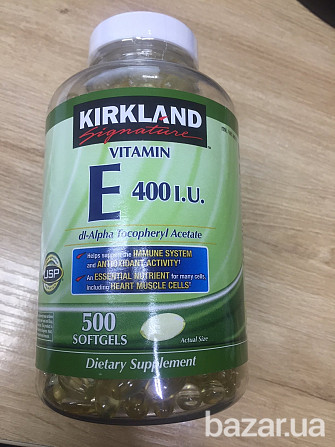 KIRKLAND
Signature™
VITAMIN
E 400 I.U.
dl-Alpha Tocopheryl Acetate
Helps support the IMMUNE SYSTEM
and ANTIOXIDANT ACTIVITY†
An ESSENTIAL NUTRIENT for many cells,
including HEART MUSCLE CELLS†
USP
500
SOFTGELS
Actual Size
Dietary Supplement
bazar.ua